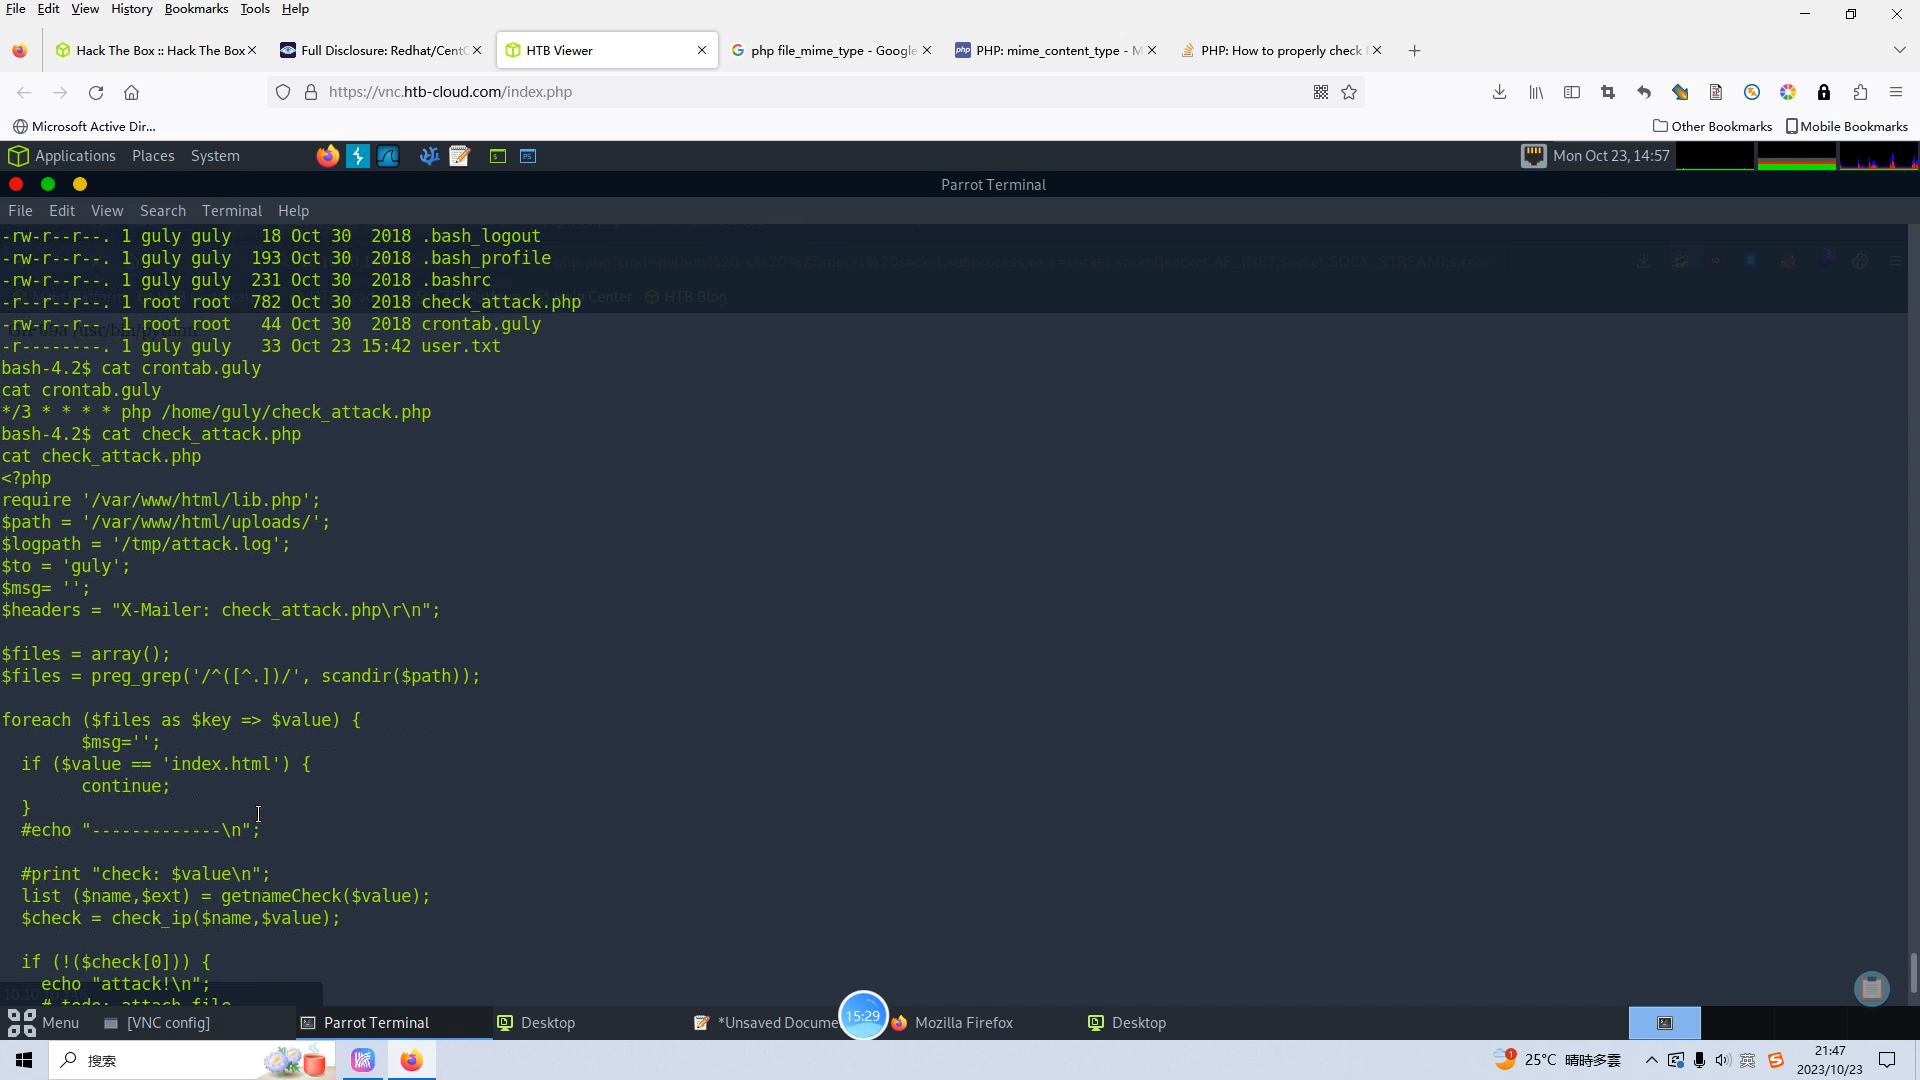 File Edit View History Bookmarks Tools Help
Hack The Box :: Hack The Box
Full Disclosure: Redhat/Cent
HTB Viewer
php file_mime_type - Google
PHP: mime_content_type - M
PHP: How to properly check
https://vnc.htb-cloud.com/index.php
Microsoft Active Dir...
Other Bookmarks
Mobile Bookmarks
Applications Places System
Mon Oct 23, 14:57
Parrot Terminal
File Edit View Search Terminal Help
-rw-r--r--. 1 guly guly 18 Oct 30 2018 .bash_logout
-rw-r--r--. 1 guly guly 193 Oct 30 2018 .bash_profile
-rw-r--r--. 1 guly guly 231 Oct 30 2018 .bashrc
-r--r--r--. 1 root root 782 Oct 30 2018 check_attack.php
-rw-r--r-- 1 root root 44 Oct 30 2018 crontab.guly
-r--------. 1 guly guly 33 Oct 23 15:42 user.txt
bash-4.2$ cat crontab.guly
cat crontab.guly
*/3 * * * * php /home/guly/check_attack.php
bash-4.2$ cat check_attack.php
cat check_attack.php
<?php
require '/var/www/html/lib.php';
$path = '/var/www/html/uploads/';
$logpath = '/tmp/attack.log';
$to = 'guly';
$msg= '';
$headers = "X-Mailer: check_attack.php\r\n";
$files = array();
$files = preg_grep('/^([^.])/', scandir($path));
foreach ($files as $key => $value) {
$msg='';
if ($value == 'index.html') {
continue;
}
#echo "-------------\n";
#print "check: $value\n";
list ($name,$ext) = getnameCheck($value);
$check = check_ip($name,$value);
if (!($check[0])) {
echo "attack!\n";
# todo: attach file
Menu
[VNC config]
Parrot Terminal
Desktop
*Unsaved Docume
15:29
Mozilla Firefox
Desktop
搜索
25°C 晴時多雲
英
21:47
2023/10/23